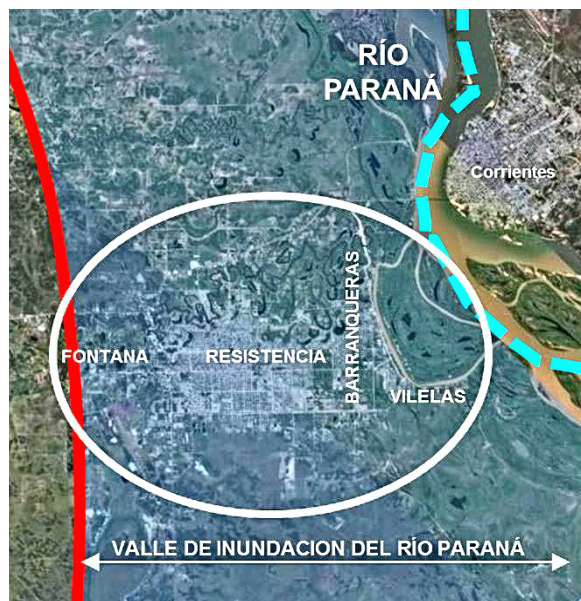 RÍO
PARANÁ
Corrientes
FONTANA
RESISTENCIA
BARRANQUERAS
VILELAS
VALLE DE INUNDACION DEL RÍO PARANÁ